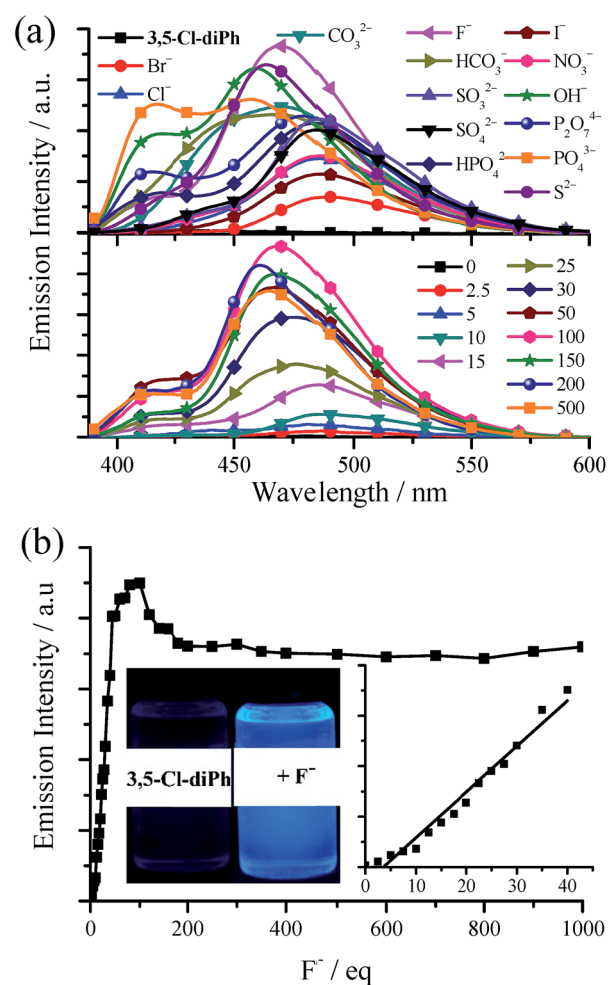 (a)
3,5-Cl-diPh
Br⁻
Cl⁻
CO₃²⁻
F⁻
HCO₃⁻
SO₃²⁻
SO₄²⁻
HPO₄²
I⁻
NO₃⁻
OH⁻
P₂O₇⁴⁻
PO₄³⁻
S²⁻
Emission Intensity / a.u.
0
2.5
5
10
15
25
30
50
100
150
200
500
400 450 500 550 600
Wavelength / nm
(b)
Emission Intensity / a.u
3,5-Cl-diPh
+ F⁻
0 10 20 30 40
0 200 400 600 800 1000
F⁻ / eq